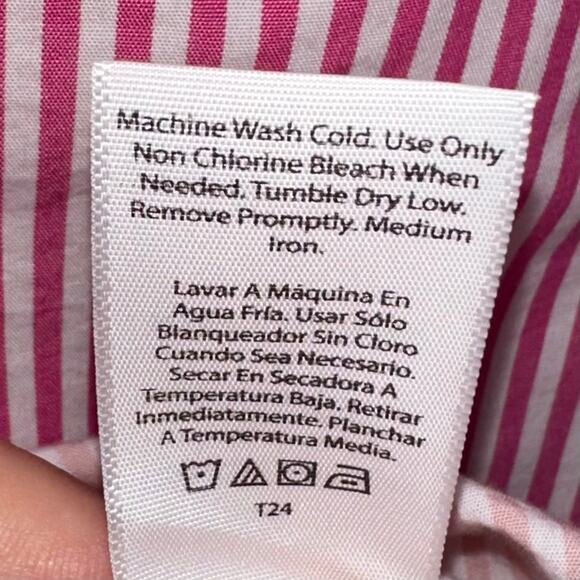 Machine Wash Cold. Use Only
Non Chlorine Bleach When
Needed. Tumble Dry Low.
Remove Promptly. Medium
Iron.
Lavar A Máquina En
Agua Fría. Usar Sólo
Blanqueador Sin Cloro
Cuando Sea Necesario.
Secar En Secadora A
Temperatura Baja. Retirar
Inmediatamente. Planchar
A Temperatura Media.
T24